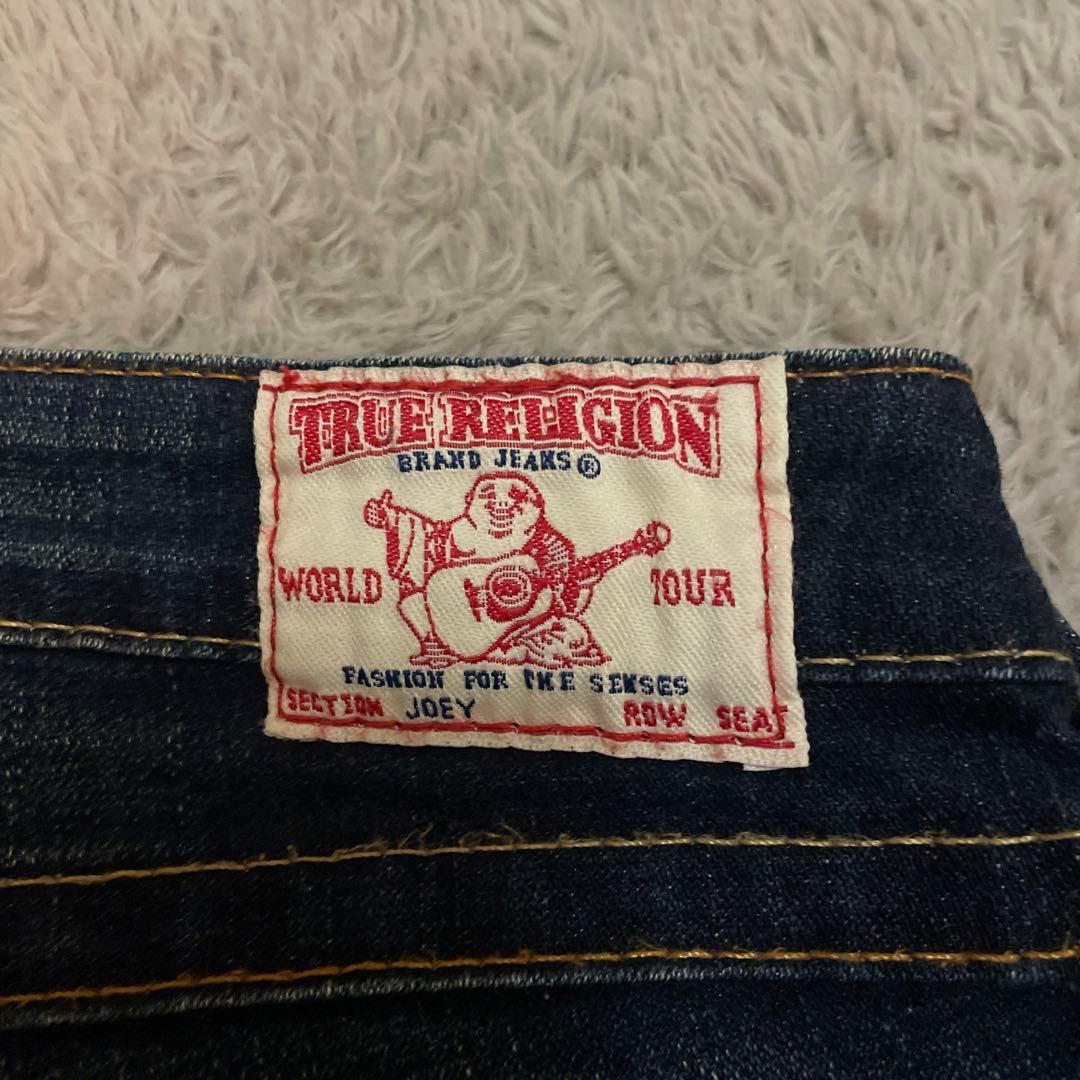 TRUE RELIGION
BRAND JEANS ®
WORLD TOUR
FASHION FOR THE SENSES
SECTION JOEY ROW SEAT